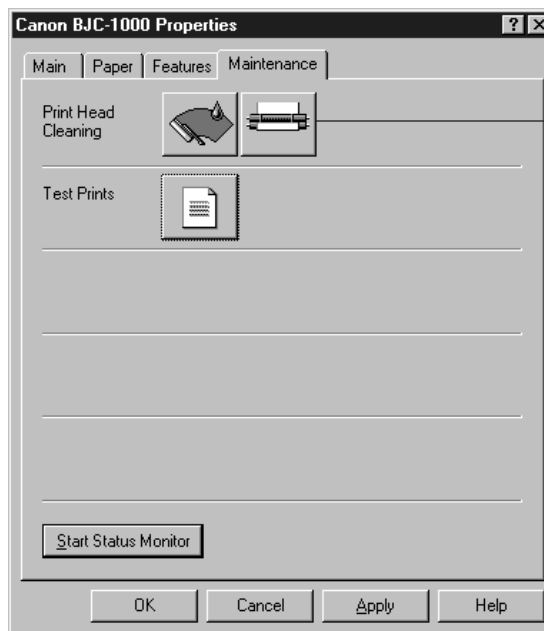 Canon BJC-1000 Properties
Main Paper Features Maintenance
Print Head
Cleaning
Test Prints
Start Status Monitor
OK Cancel Apply Help